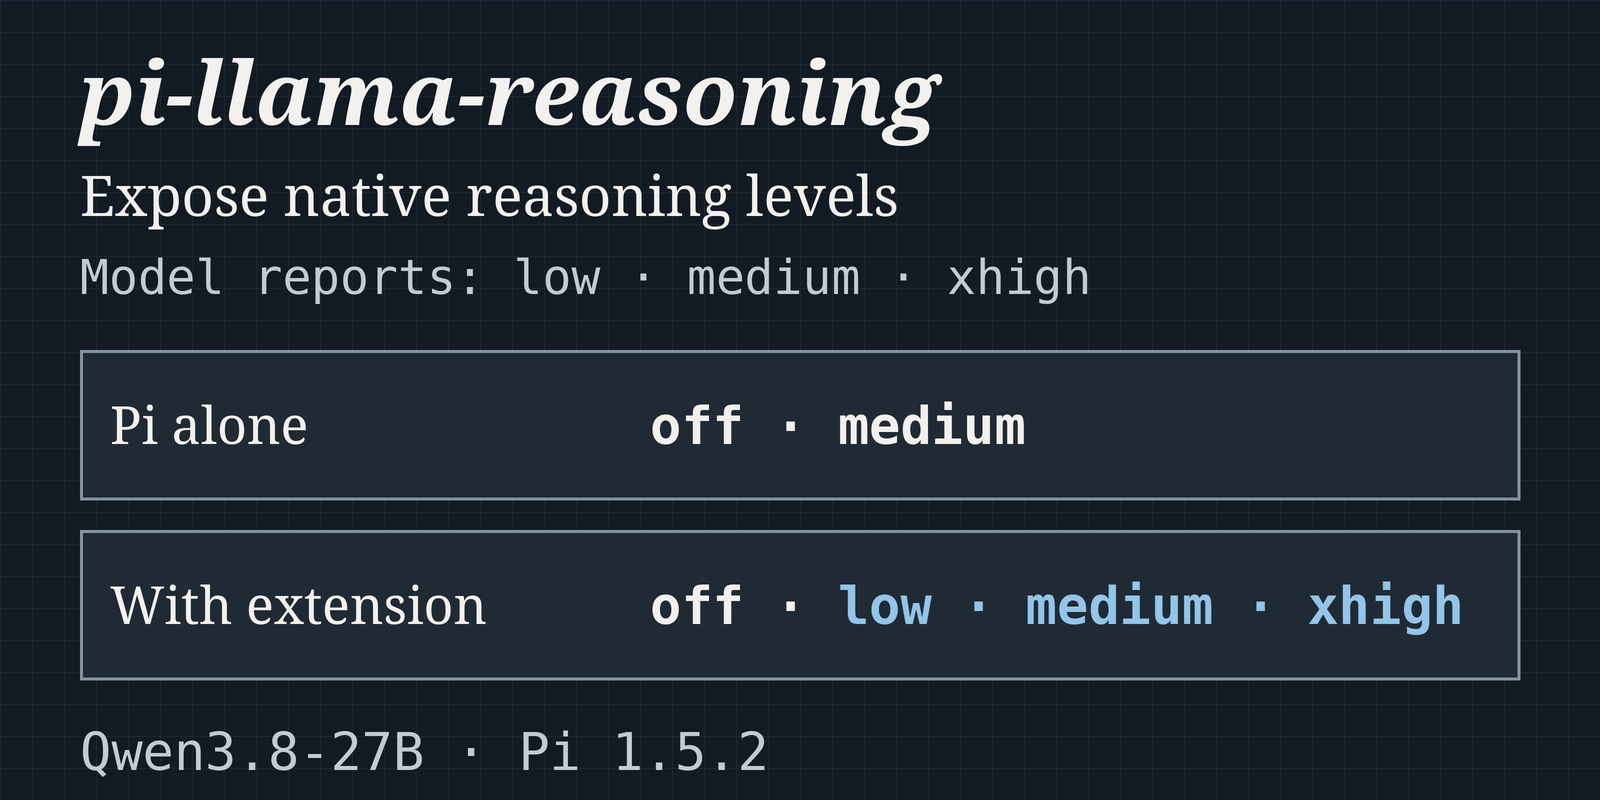 pi-llama-reasoning
Expose native reasoning levels
Model reports: low · medium · xhigh
Pi alone off · medium
With extension off · low · medium · xhigh
Qwen3.8-27B · Pi 1.5.2